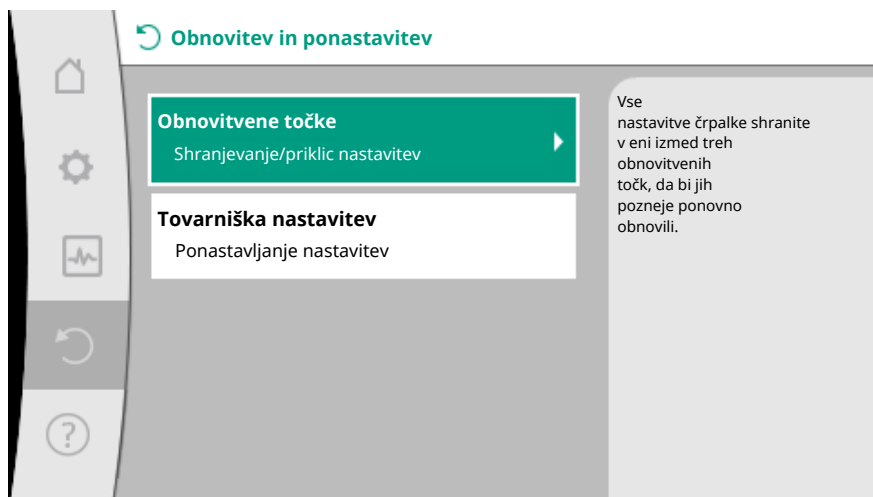 Obnovitev in ponastavitev
Obnovitvene točke
Shranjevanje/priklic nastavitev
Tovarniška nastavitev
Ponastavljanje nastavitev
Vse
nastavitve črpalke shranite
v eni izmed treh
obnovitvenih
točk, da bi jih
pozneje ponovno
obnovili.